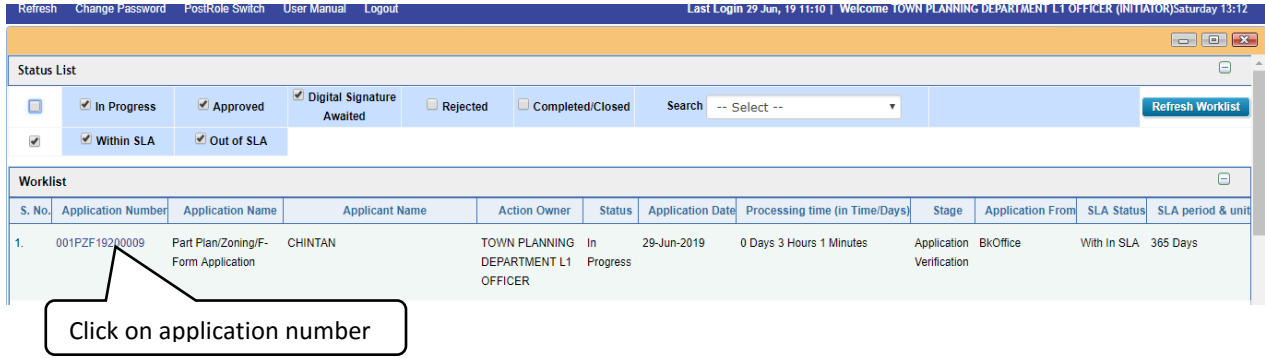 Refresh Change Password PostRole Switch User Manual Logout Last Login 29 Jun, 19 11:10 | Welcome TOWN PLANNING DEPARTMENT L1 OFFICER (INITIATOR)Saturday 13:12
Status List
In Progress Approved Digital Signature Awaited Rejected Completed/Closed Search -- Select -- Refresh Worklist
Within SLA Out of SLA
Worklist
S. No. Application Number Application Name Applicant Name Action Owner Status Application Date Processing time (in Time/Days) Stage Application From SLA Status SLA period & unit
1. 001PZF19200009 Part Plan/Zoning/F- CHINTAN TOWN PLANNING In 29-Jun-2019 0 Days 3 Hours 1 Minutes Application BkOffice With In SLA 365 Days
Form Application DEPARTMENT L1 Progress Verification
OFFICER
Click on application number